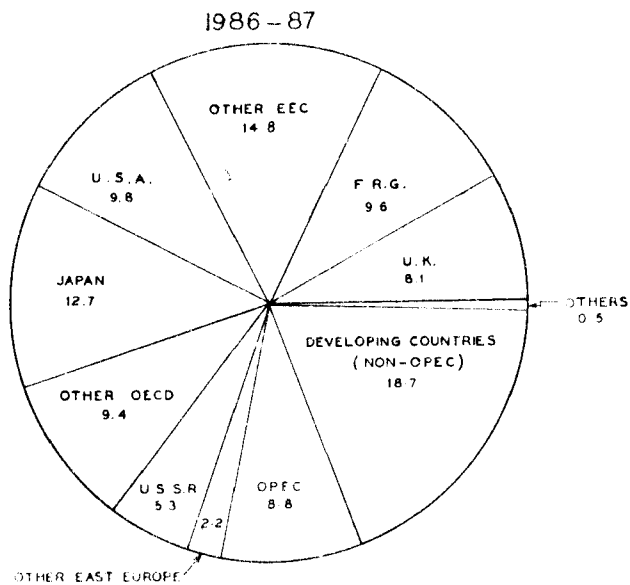 1986-87
OTHER EEC
14.8
U.S.A.
9.8
F.R.G.
9.6
U.K.
8.1
OTHERS
0.5
JAPAN
12.7
DEVELOPING COUNTRIES
(NON-OPEC)
18.7
OTHER OECD
9.4
U S S R
5.3
2.2
OPEC
8.8
OTHER EAST EUROPE